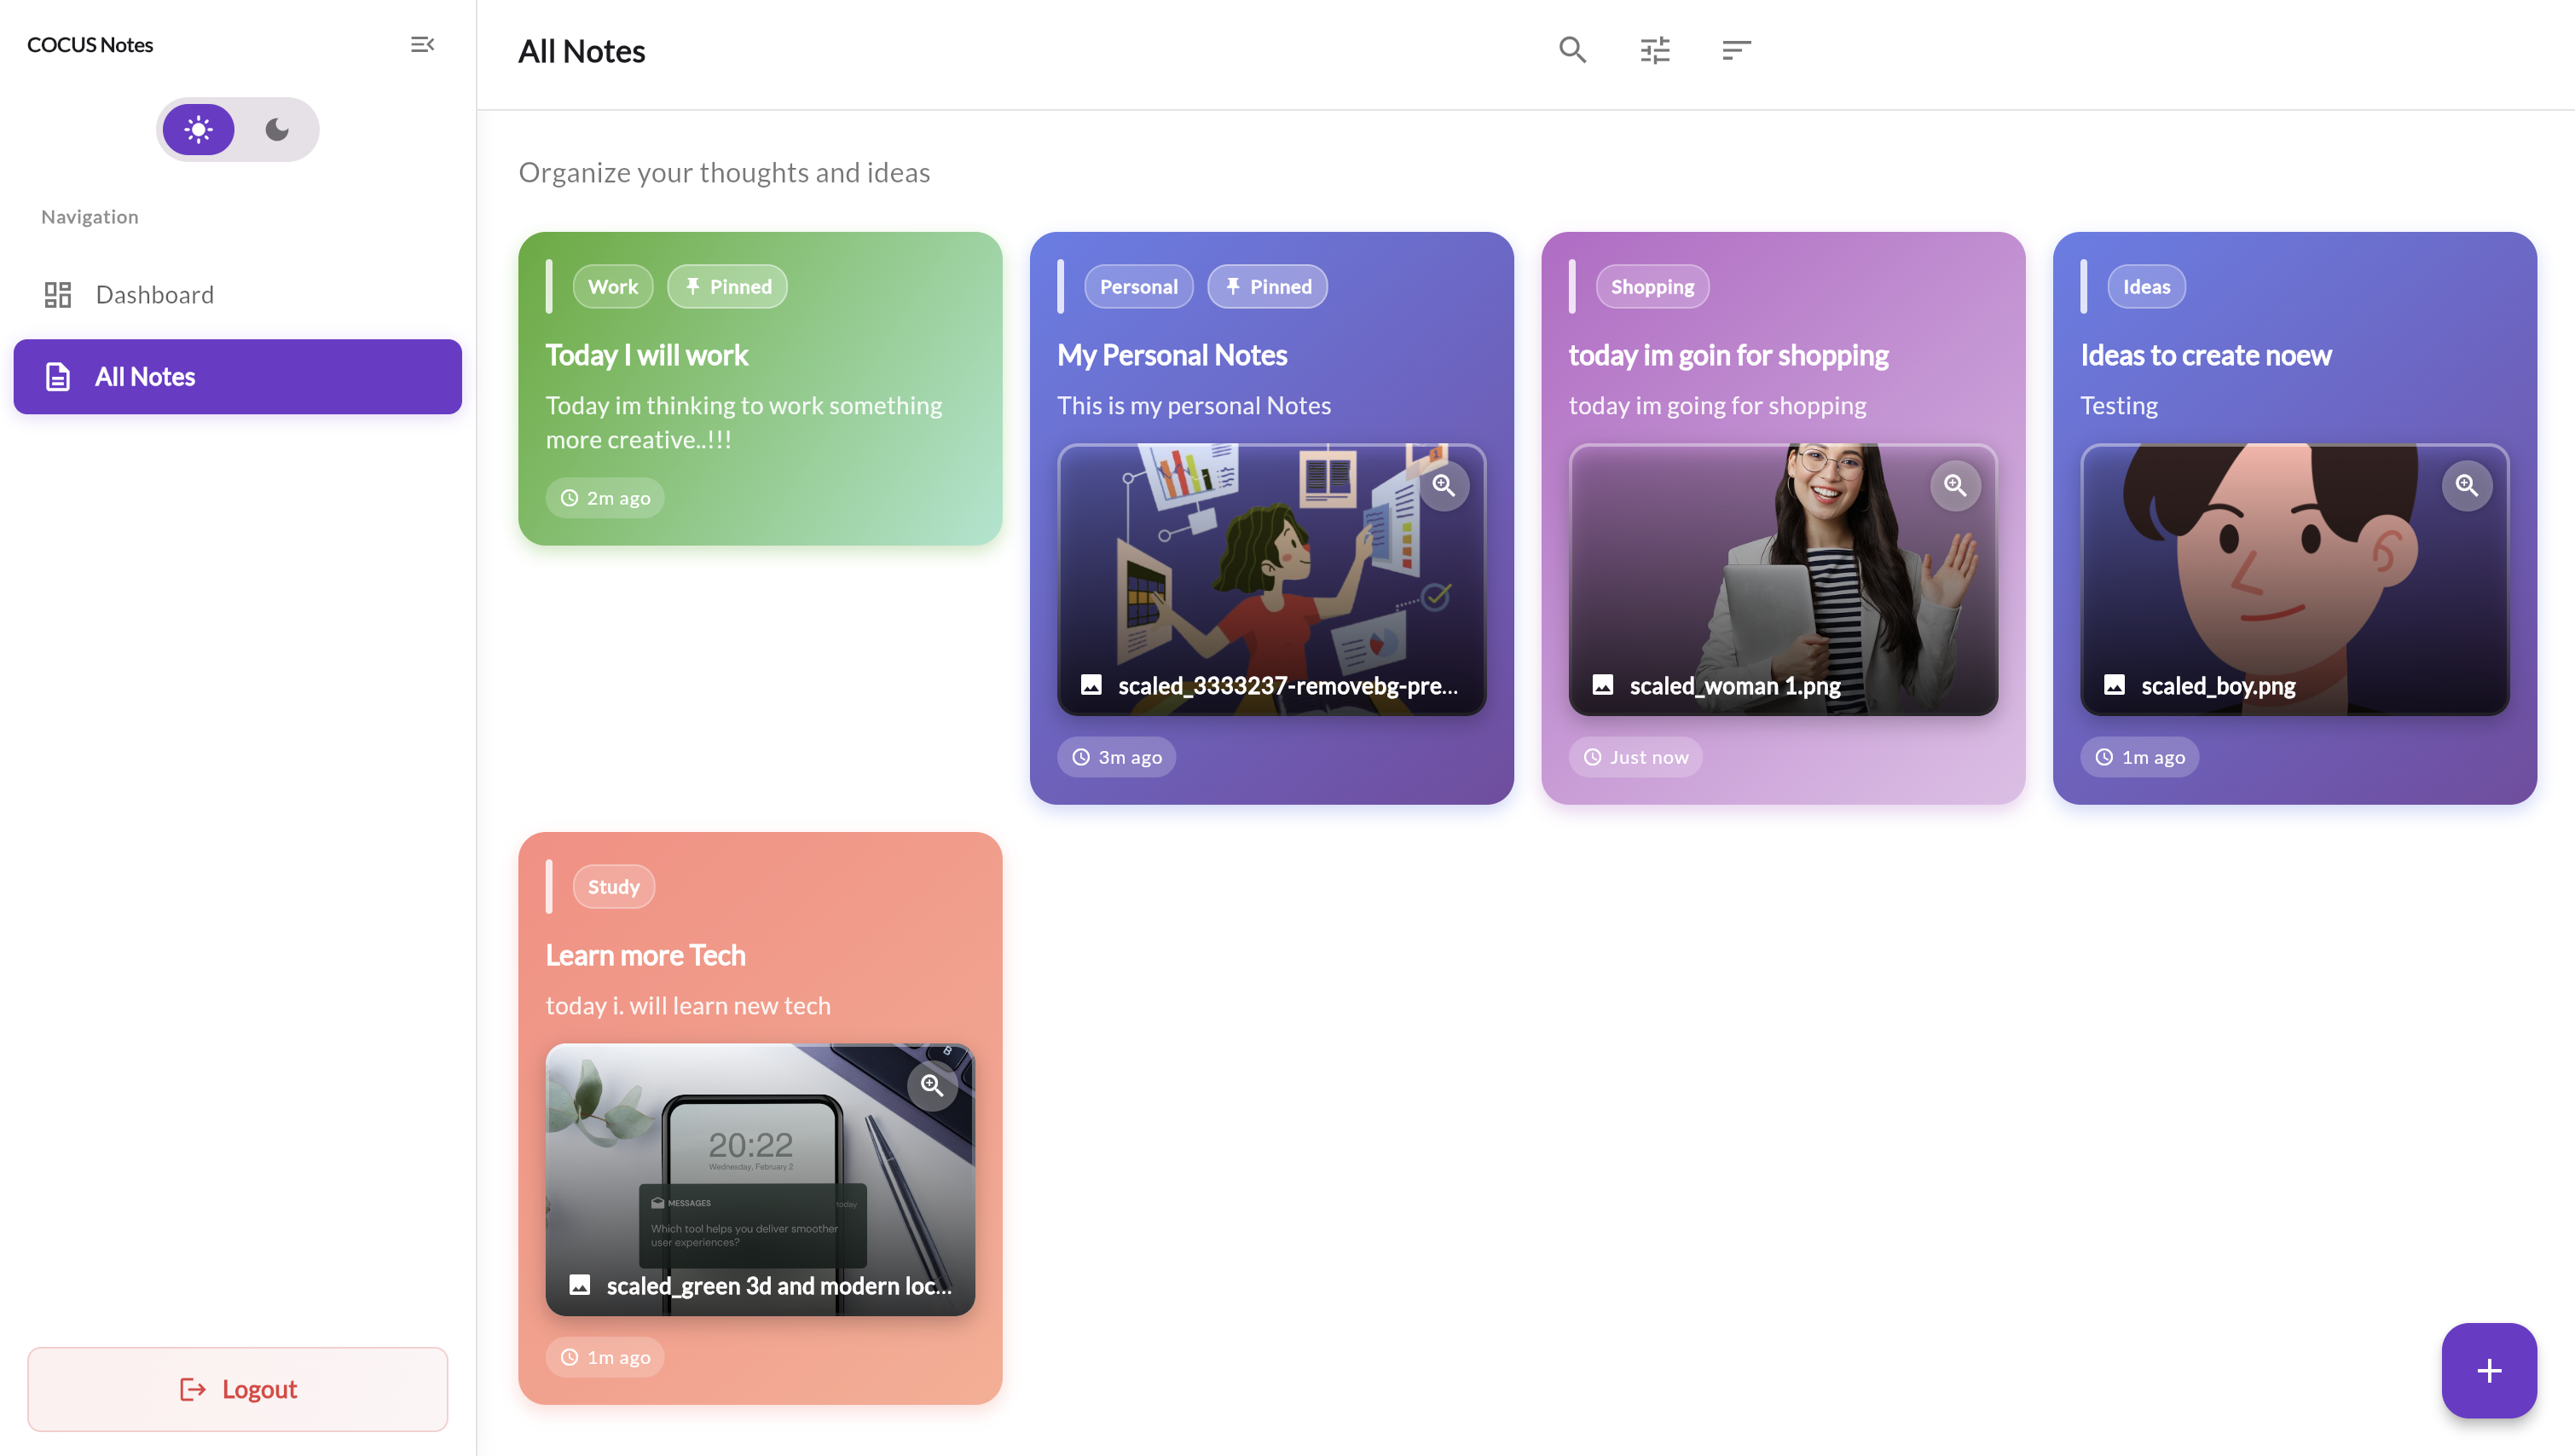 COCUS Notes
Navigation
Dashboard
All Notes
Logout
All Notes
Organize your thoughts and ideas
Work
Pinned
Today I will work
Today im thinking to work something
more creative..!!!
2m ago
Personal
Pinned
My Personal Notes
This is my personal Notes
scaled_3333237-removebg-pre...
3m ago
Shopping
today im goin for shopping
today im going for shopping
scaled_woman 1.png
Just now
Ideas
Ideas to create noew
Testing
scaled_boy.png
1m ago
Study
Learn more Tech
today i. will learn new tech
B
20:22
Wednesday, February 2
MESSAGES
today
Which tool helps you deliver smoother
user experiences?
scaled_green 3d and modern loc...
1m ago